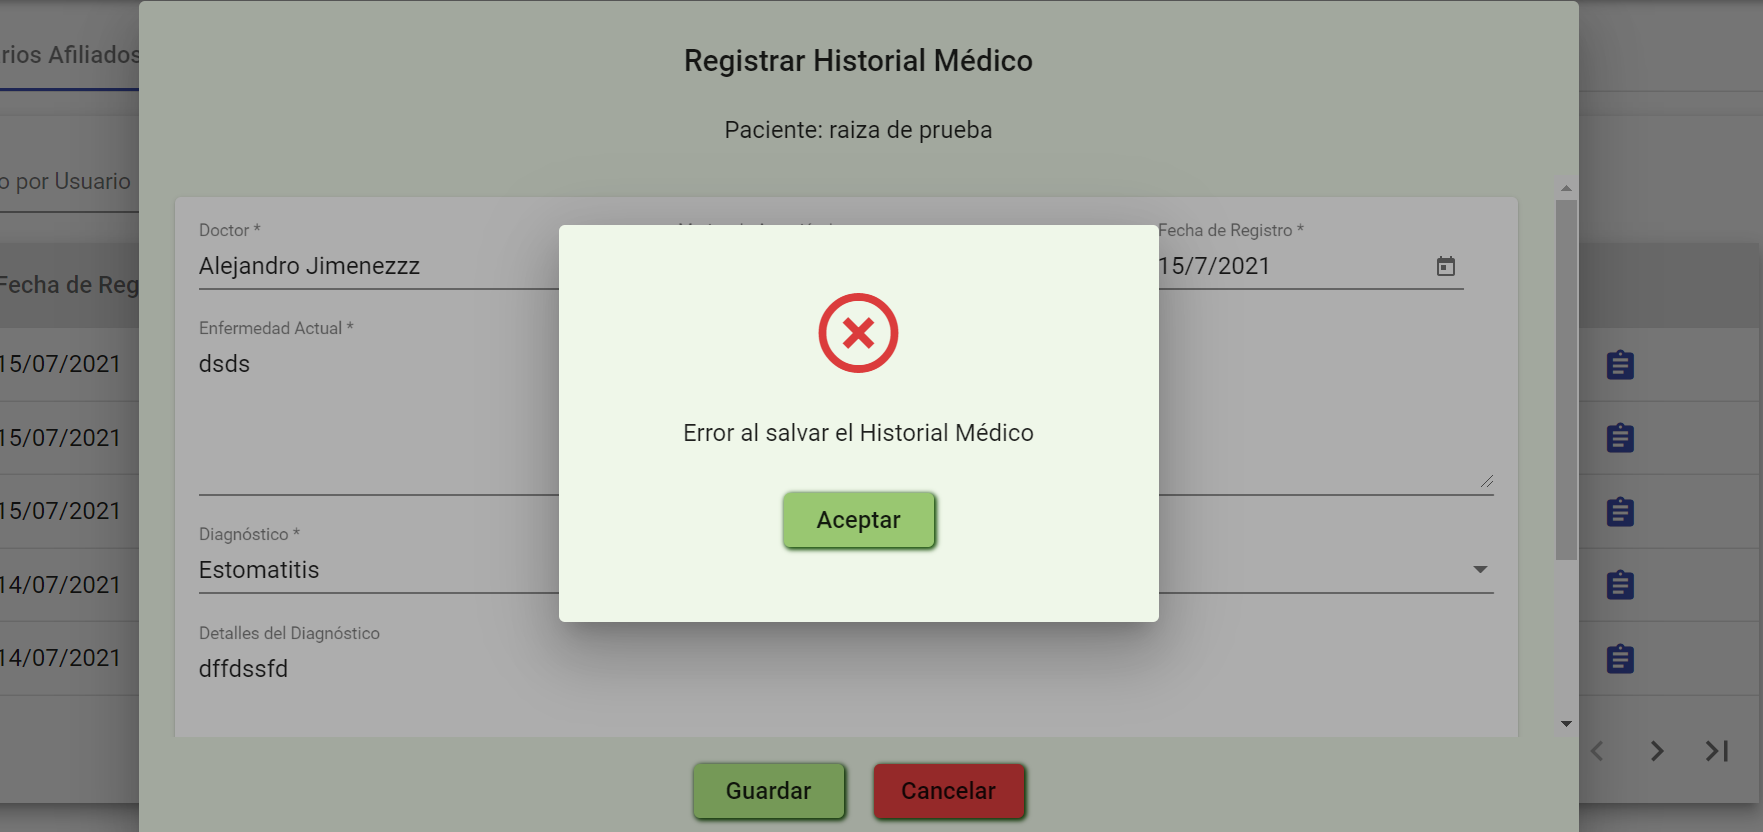 rios Afiliados
Registrar Historial Médico
Paciente: raiza de prueba
o por Usuario
Doctor *
Fecha de Registro *
Alejandro Jimenezzz
15/7/2021
Fecha de Reg
Enfermedad Actual *
dsds
15/07/2021
15/07/2021
15/07/2021
14/07/2021
14/07/2021
Error al salvar el Historial Médico
Aceptar
Diagnóstico *
Estomatitis
Detalles del Diagnóstico
dffdssfd
Guardar
Cancelar